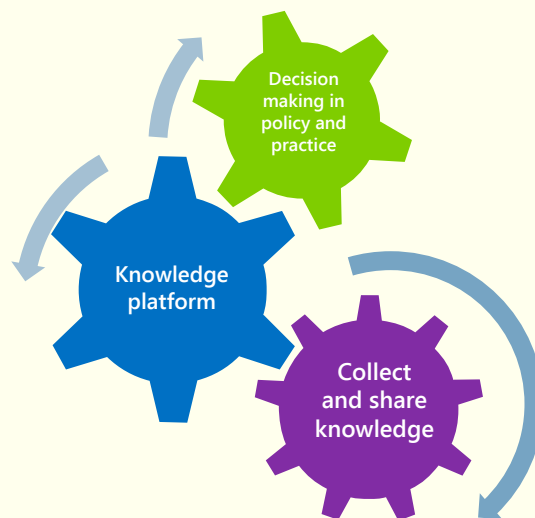 Decision
making in
policy and
practice
Knowledge
platform
Collect
and share
knowledge